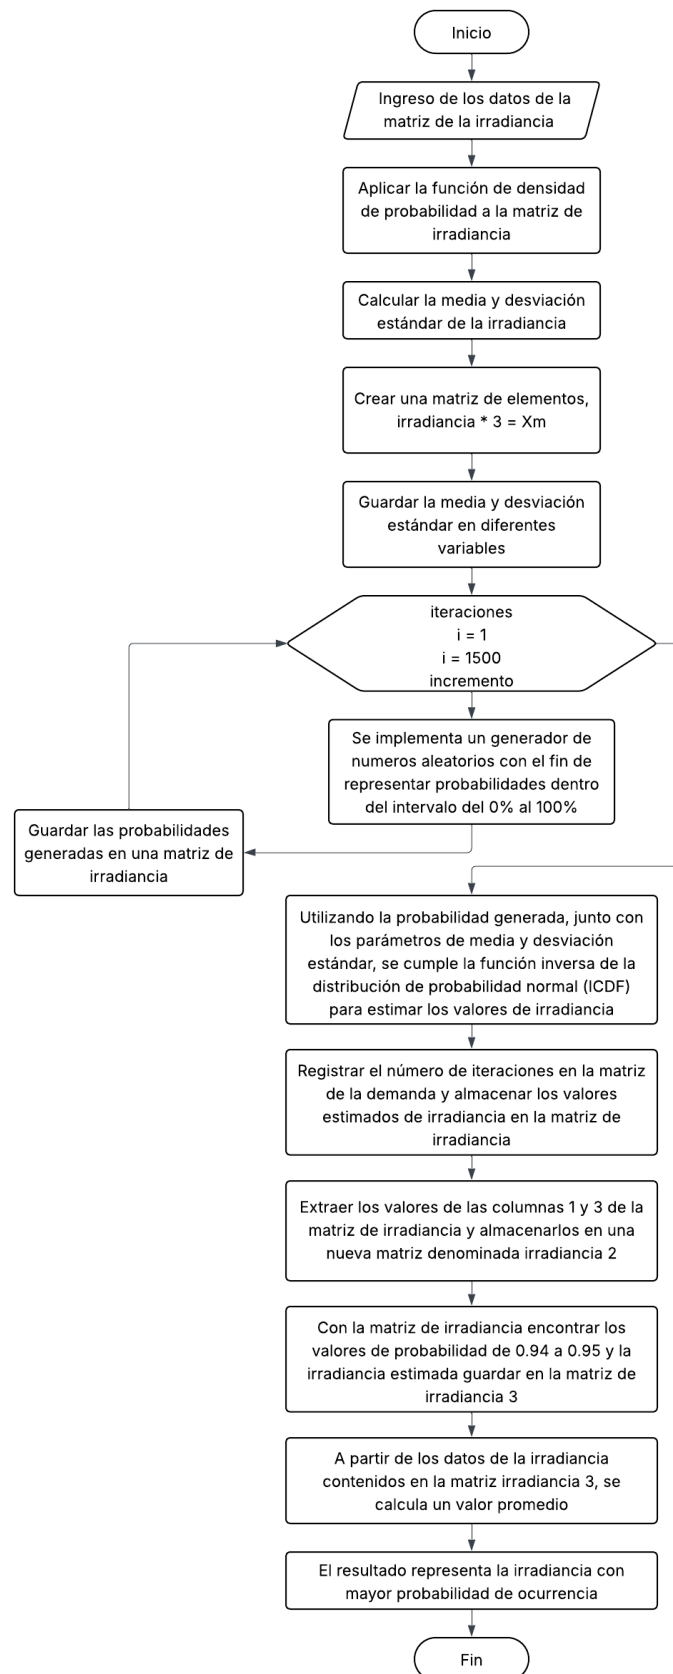 Inicio
Ingreso de los datos de la
matriz de la irradiancia
Aplicar la función de densidad
de probabilidad a la matriz de
irradiancia
Calcular la media y desviación
estándar de la irradiancia
Crear una matriz de elementos,
irradiancia * 3 = Xm
Guardar la media y desviación
estándar en diferentes
variables
iteraciones
i = 1
i = 1500
incremento
Se implementa un generador de
numeros aleatorios con el fin de
representar probabilidades dentro
del intervalo del 0% al 100%
Guardar las probabilidades
generadas en una matriz de
irradiancia
Utilizando la probabilidad generada, junto con
los parámetros de media y desviación
estándar, se cumple la función inversa de la
distribución de probabilidad normal (ICDF)
para estimar los valores de irradiancia
Registrar el número de iteraciones en la matriz
de la demanda y almacenar los valores
estimados de irradiancia en la matriz de
irradiancia
Extraer los valores de las columnas 1 y 3 de la
matriz de irradiancia y almacenarlos en una
nueva matriz denominada irradiancia 2
Con la matriz de irradiancia encontrar los
valores de probabilidad de 0.94 a 0.95 y la
irradiancia estimada guardar en la matriz de
irradiancia 3
A partir de los datos de la irradiancia
contenidos en la matriz irradiancia 3, se
calcula un valor promedio
El resultado representa la irradiancia con
mayor probabilidad de ocurrencia
Fin